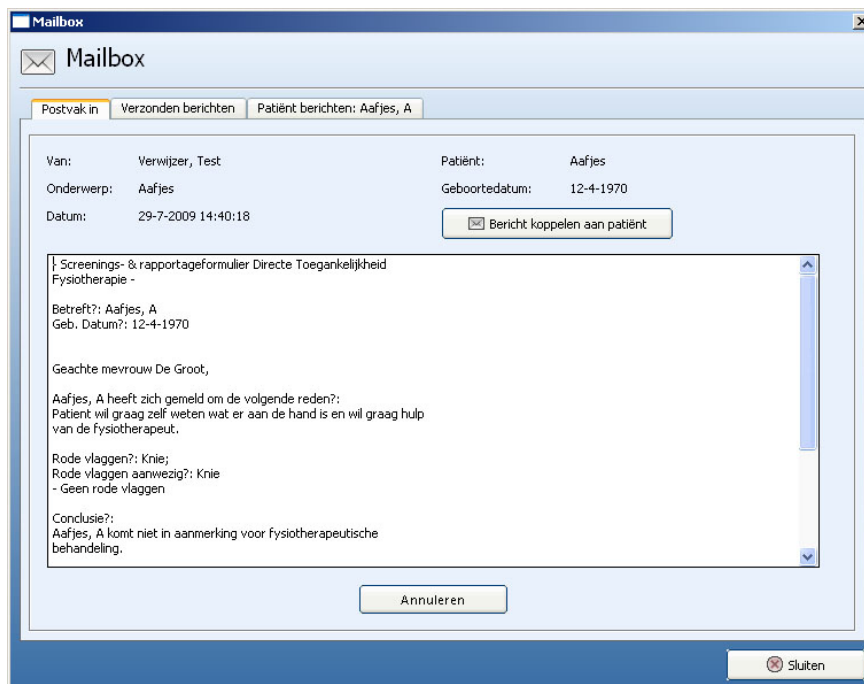 Mailbox
Mailbox
Postvak in Verzonden berichten Patiënt berichten: Aafjes, A
Van: Verwijzer, Test Patiënt: Aafjes
Onderwerp: Aafjes Geboortedatum: 12-4-1970
Datum: 29-7-2009 14:40:18 Bericht koppelen aan patiënt
} Screenings- & rapportageformulier Directe Toegankelijkheid
Fysiotherapie -
Betreft?: Aafjes, A
Geb. Datum?: 12-4-1970
Geachte mevrouw De Groot,
Aafjes, A heeft zich gemeld om de volgende reden?:
Patient wil graag zelf weten wat er aan de hand is en wil graag hulp
van de fysiotherapeut.
Rode vlaggen?: Knie;
Rode vlaggen aanwezig?: Knie
- Geen rode vlaggen
Conclusie?:
Aafjes, A komt niet in aanmerking voor fysiotherapeutische
behandeling.
Annuleren
Sluiten